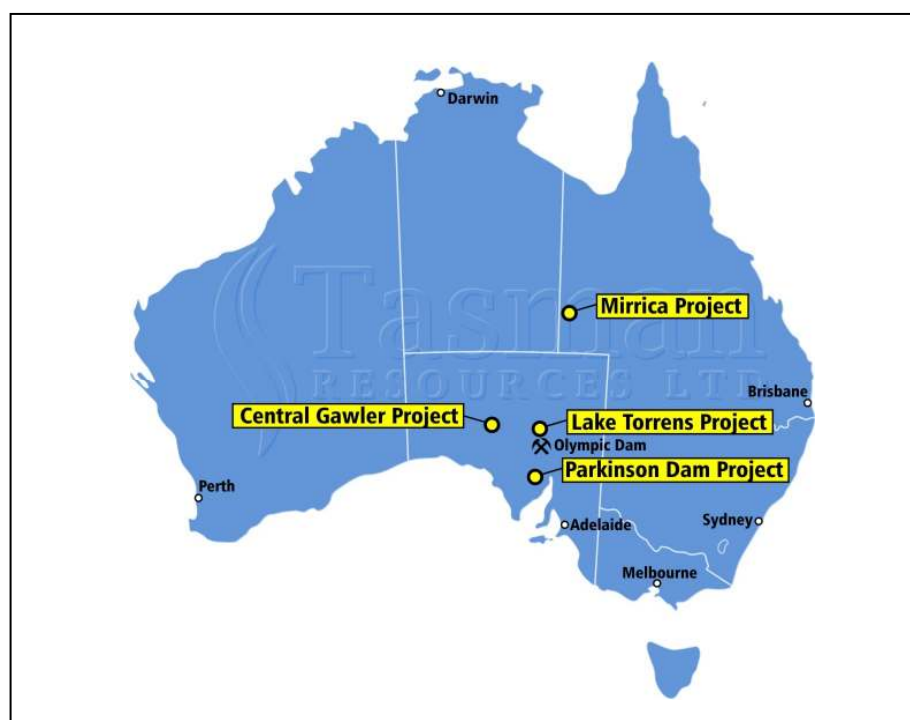 Darwin
Mirrica Project
Tasman
RESOURCES LTD
Brisbane
Central Gawler Project
Lake Torrens Project
Olympic Dam
Parkinson Dam Project
Perth
Adelaide
Sydney
Melbourne